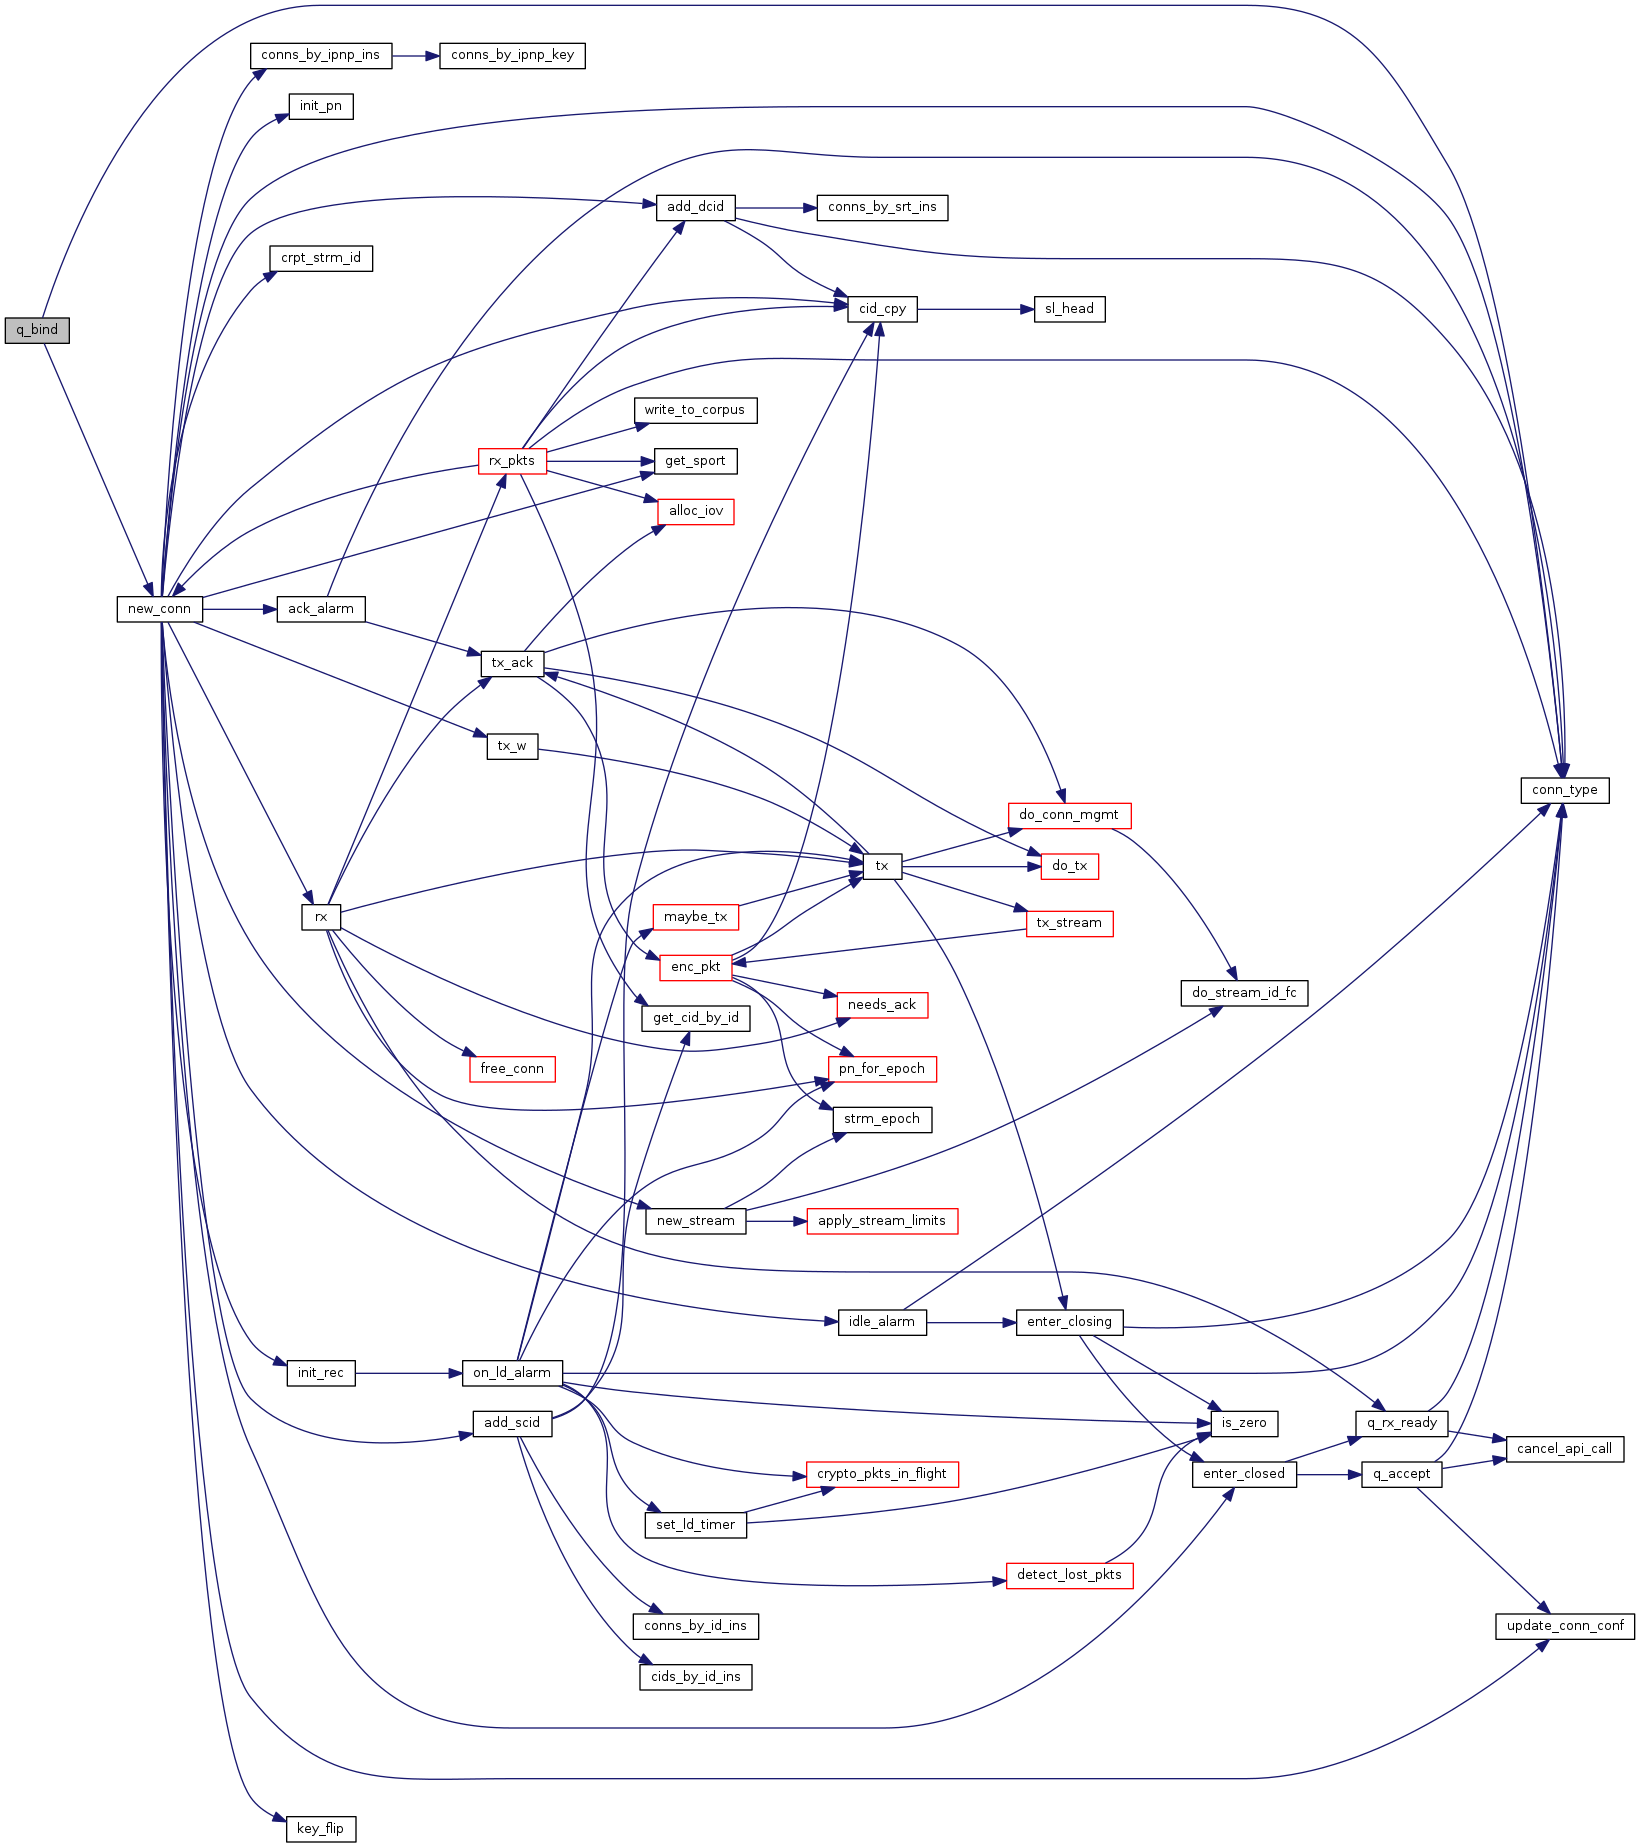 conns_by_ipnp_ins
conns_by_ipnp_key
init_pn
add_dcid
conns_by_srt_ins
crpt_strm_id
cid_cpy
sl_head
q_bind
write_to_corpus
rx_pkts
get_sport
alloc_iov
new_conn
ack_alarm
tx_ack
tx_w
conn_type
do_conn_mgmt
tx
do_tx
rx
maybe_tx
tx_stream
enc_pkt
do_stream_id_fc
needs_ack
get_cid_by_id
free_conn
pn_for_epoch
strm_epoch
new_stream
apply_stream_limits
idle_alarm
enter_closing
init_rec
on_ld_alarm
add_scid
is_zero
q_rx_ready
cancel_api_call
crypto_pkts_in_flight
enter_closed
q_accept
set_ld_timer
detect_lost_pkts
conns_by_id_ins
update_conn_conf
cids_by_id_ins
key_flip